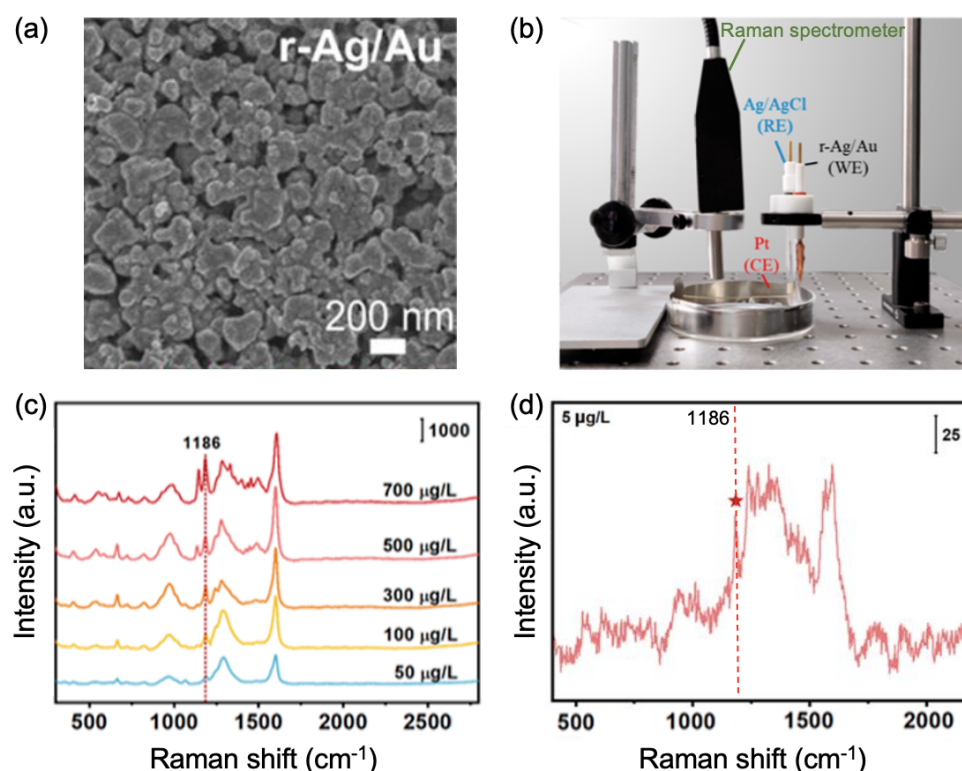 (a)
r-Ag/Au
200 nm
(b)
Raman spectrometer
Ag/AgCl
(RE)
r-Ag/Au
(WE)
Pt
(CE)
(c)
1000
1186
700 µg/L
500 µg/L
300 µg/L
100 µg/L
50 µg/L
Intensity (a.u.)
500 1000 1500 2000 2500
Raman shift (cm-1)
(d)
5 µg/L
1186
25
Intensity (a.u.)
500 1000 1500 2000
Raman shift (cm-1)